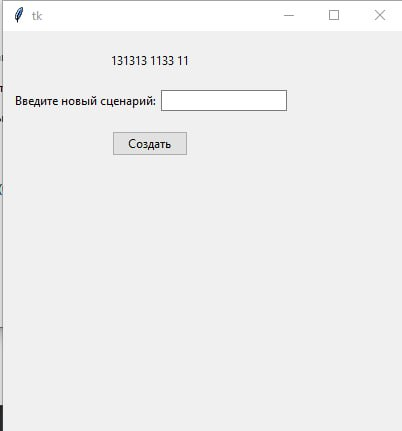 tk
131313 1133 11
Введите новый сценарий:
Создать